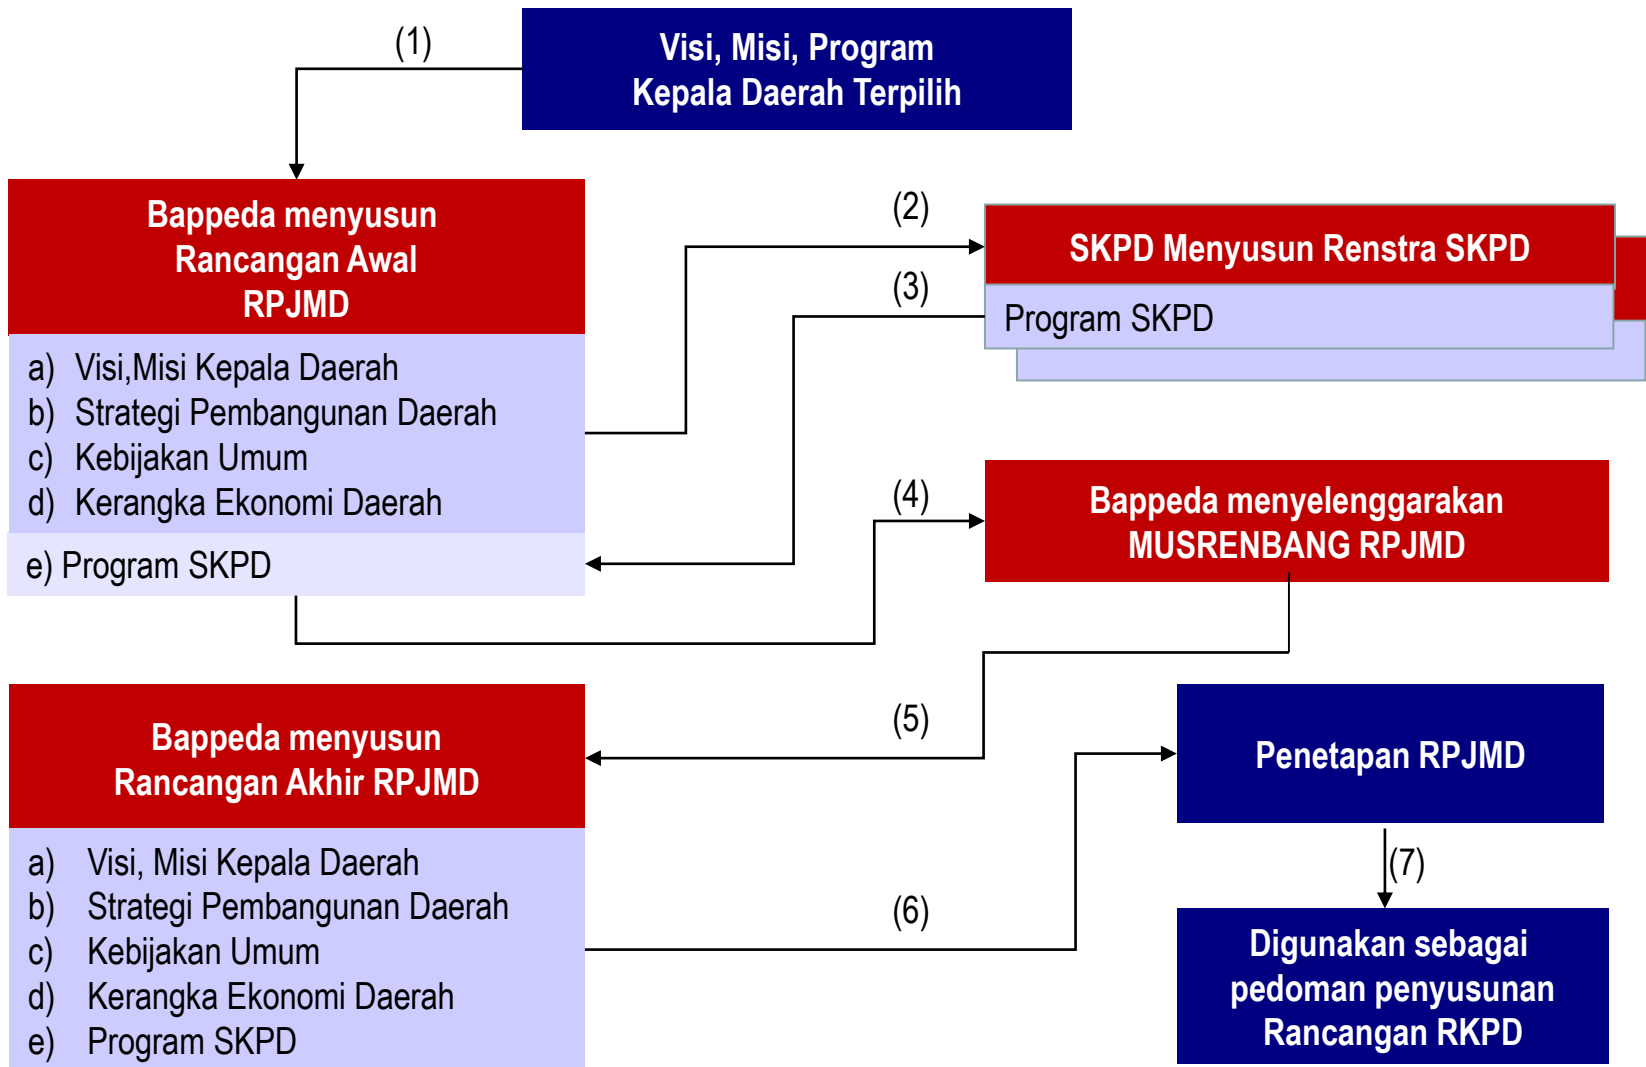 (1)
Visi, Misi, Program
Kepala Daerah Terpilih
Bappeda menyusun
Rancangan Awal
RPJMD
a) Visi,Misi Kepala Daerah
b) Strategi Pembangunan Daerah
c) Kebijakan Umum
d) Kerangka Ekonomi Daerah
e) Program SKPD
(2)
SKPD Menyusun Renstra SKPD
(3)
Program SKPD
(4)
Bappeda menyelenggarakan
MUSRENBANG RPJMD
Bappeda menyusun
Rancangan Akhir RPJMD
a) Visi, Misi Kepala Daerah
b) Strategi Pembangunan Daerah
c) Kebijakan Umum
d) Kerangka Ekonomi Daerah
e) Program SKPD
(5)
(6)
Penetapan RPJMD
(7)
Digunakan sebagai
pedoman penyusunan
Rancangan RKPD